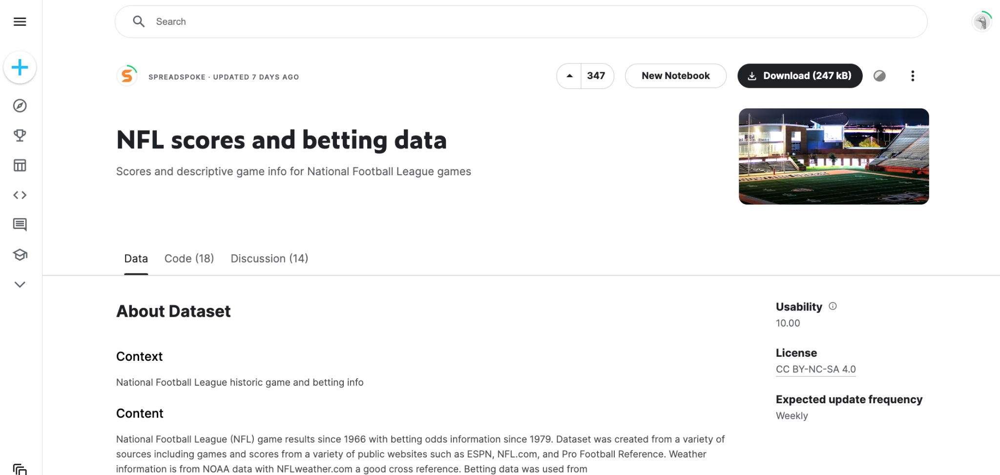 Search
SPREADSPOKE · UPDATED 7 DAYS AGO
347
New Notebook
Download (247 kB)
NFL scores and betting data
Scores and descriptive game info for National Football League games
Data
Code (18)
Discussion (14)
About Dataset
Context
National Football League historic game and betting info
Content
National Football League (NFL) game results since 1966 with betting odds information since 1979. Dataset was created from a variety of
sources including games and scores from a variety of public websites such as ESPN, NFL.com, and Pro Football Reference. Weather
information is from NOAA data with NFLweather.com a good cross reference. Betting data was used from
Usability
10.00
License
CC BY-NC-SA 4.0
Expected update frequency
Weekly